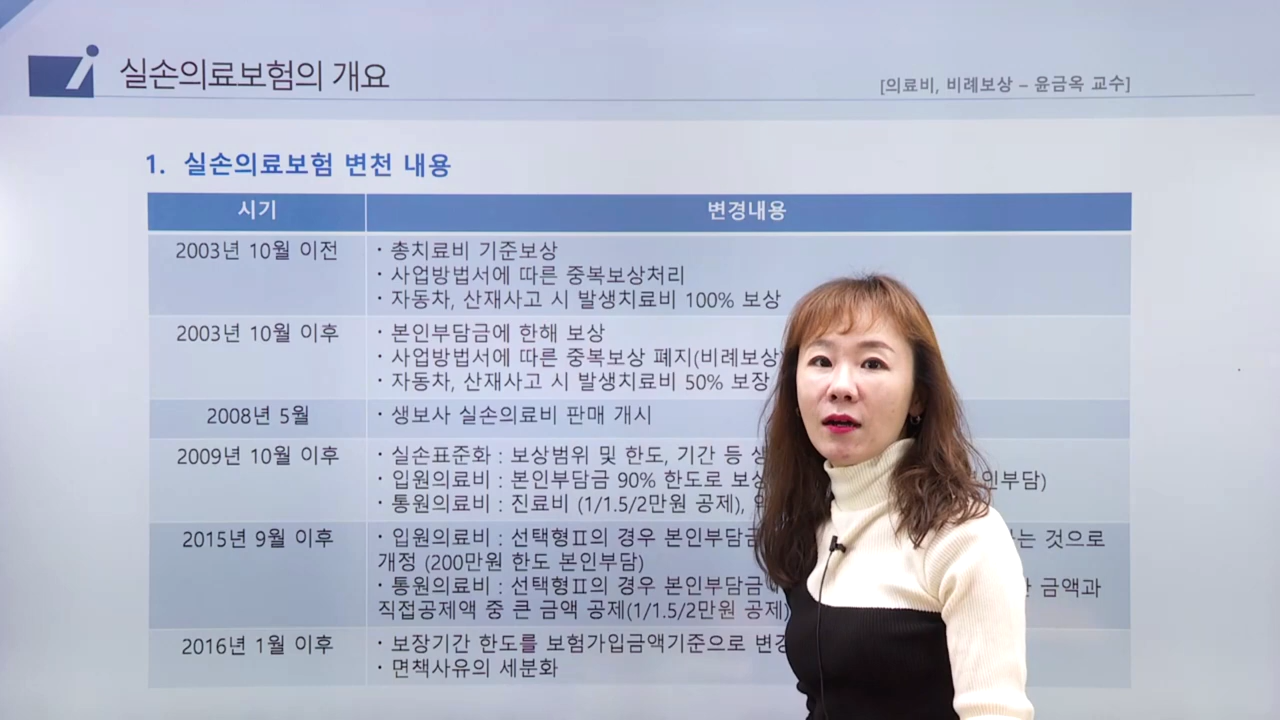 실손의료보험의 개요
[의료비, 비례보상 – 윤금옥 교수]
1. 실손의료보험 변천 내용
시기
변경내용
2003년 10월 이전
· 총치료비 기준보상
· 사업방법서에 따른 중복보상처리
· 자동차, 산재사고 시 발생치료비 100% 보상
2003년 10월 이후
· 본인부담금에 한해 보상
· 사업방법서에 따른 중복보상 폐지(비례보상)
· 자동차, 산재사고 시 발생치료비 50% 보장
2008년 5월
· 생보사 실손의료비 판매 개시
2009년 10월 이후
· 실손표준화 : 보상범위 및 한도, 기간 등
· 입원의료비 : 본인부담금 90% 한도로 인부담)
· 통원의료비 : 진료비 (1/1.5/2만원 공제),
2015년 9월 이후
· 입원의료비 : 선택형Ⅱ의 경우 것으로
개정 (200만원 한도 본인부담)
· 통원의료비 : 선택형Ⅱ의 경우 본인부담금 금액과
직접공제액 중 큰 금액 공제(1/1.5/2만원 공제)
2016년 1월 이후
· 보장기간 한도를 보험가입금액기준으로
· 면책사유의 세분화